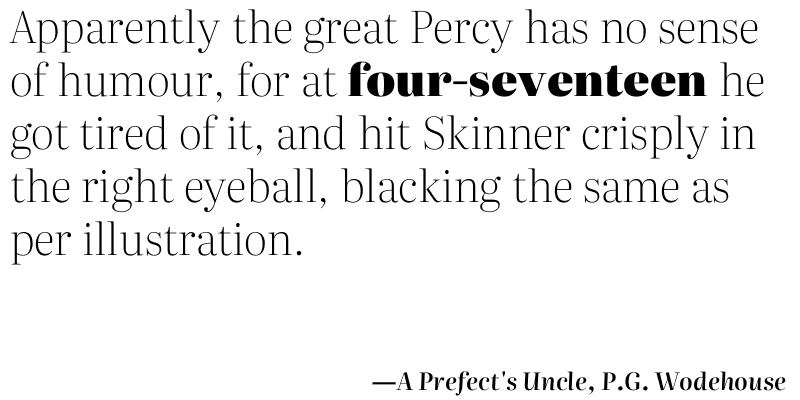 Apparently the great Percy has no sense
of humour, for at four-seventeen he
got tired of it, and hit Skinner crisply in
the right eyeball, blacking the same as
per illustration.
—A Prefect's Uncle, P.G. Wodehouse